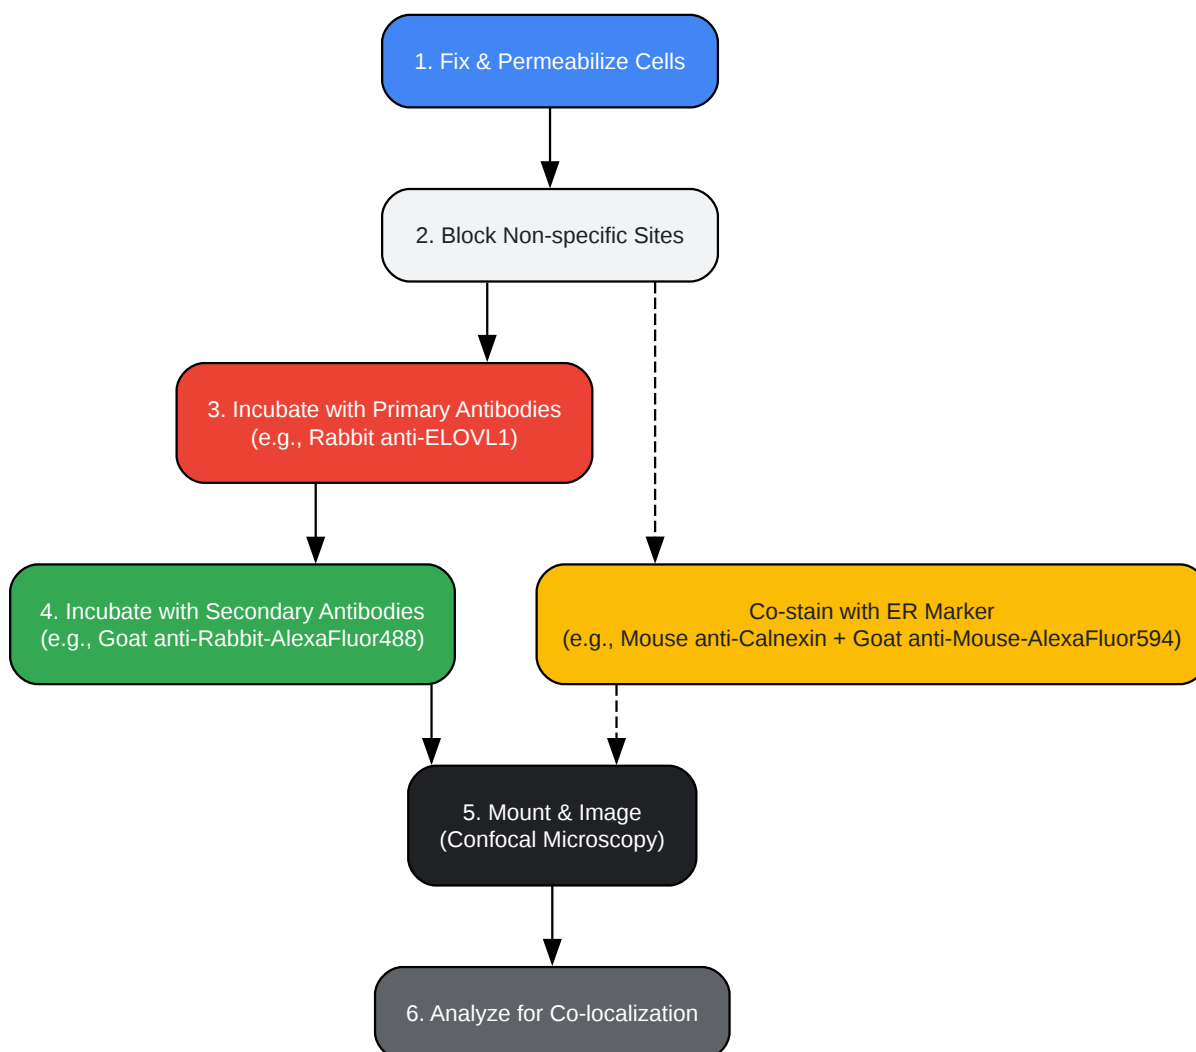 1. Fix & Permeabilize Cells
2. Block Non-specific Sites
3. Incubate with Primary Antibodies
(e.g., Rabbit anti-ELOVL1)
4. Incubate with Secondary Antibodies
(e.g., Goat anti-Rabbit-AlexaFluor488)
Co-stain with ER Marker
(e.g., Mouse anti-Calnexin + Goat anti-Mouse-AlexaFluor594)
5. Mount & Image
(Confocal Microscopy)
6. Analyze for Co-localization